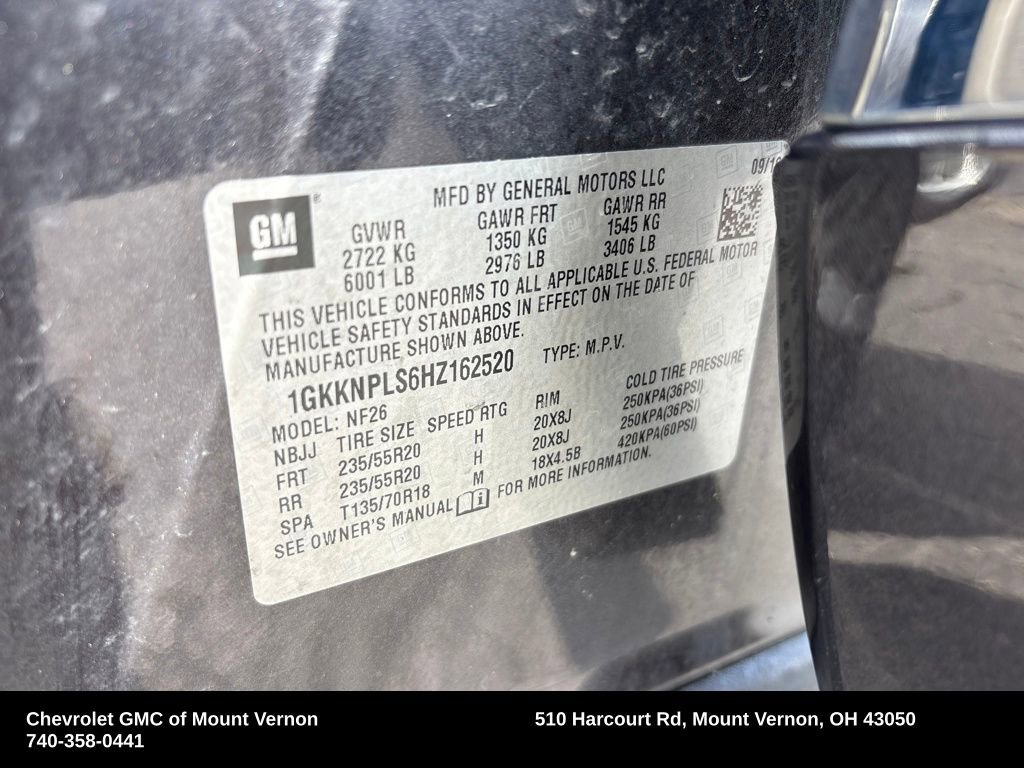 09/16
MFD BY GENERAL MOTORS LLC
GM
GVWR GAWR FRT GAWR RR
2722 KG 1350 KG 1545 KG
6001 LB 2976 LB 3406 LB
THIS VEHICLE CONFORMS TO ALL APPLICABLE U.S. FEDERAL MOTOR
VEHICLE SAFETY STANDARDS IN EFFECT ON THE DATE OF
MANUFACTURE SHOWN ABOVE.
1GKKNPLS6HZ162520 TYPE: M.P.V.
MODEL: NF26
NBJJ TIRE SIZE SPEED RTG RIM COLD TIRE PRESSURE
FRT 235/55R20 H 20X8J 250KPA(36PSI)
RR 235/55R20 H 20X8J 250KPA(36PSI)
SPA T135/70R18 M 18X4.5B 420KPA(60PSI)
SEE OWNER'S MANUAL FOR MORE INFORMATION.
Chevrolet GMC of Mount Vernon
740-358-0441
510 Harcourt Rd, Mount Vernon, OH 43050